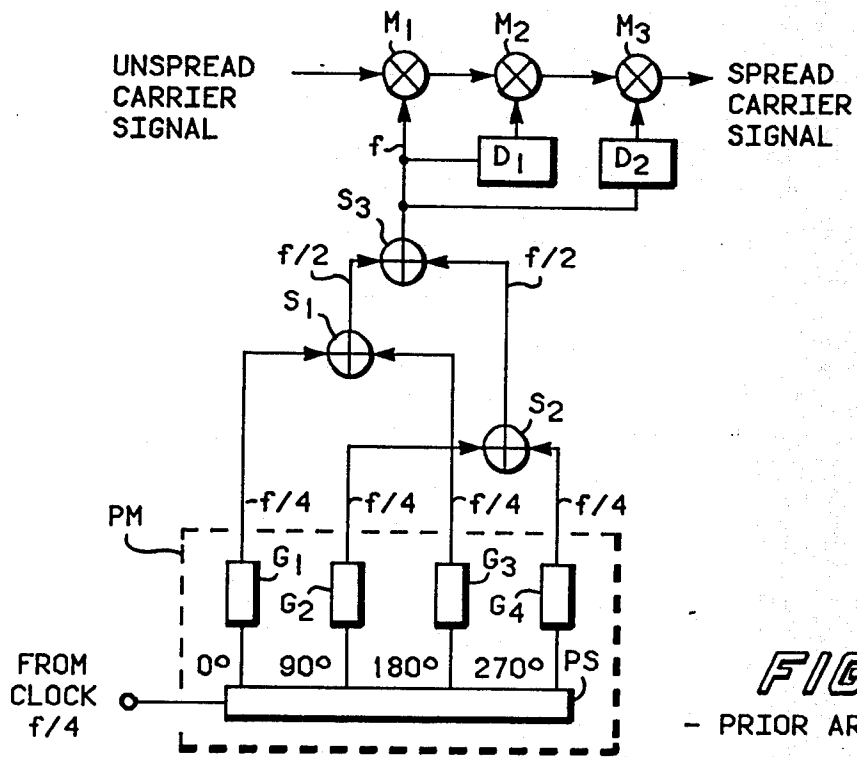 M1 M2 M3
UNSPREAD
CARRIER
SIGNAL
SPREAD
CARRIER
SIGNAL
f
D1 D2
S3
f/2 f/2
S1
S2
f/4 f/4 f/4 f/4
PM
G1 G2 G3 G4
0° 90° 180° 270° PS
FROM
CLOCK
f/4
- PRIOR AR